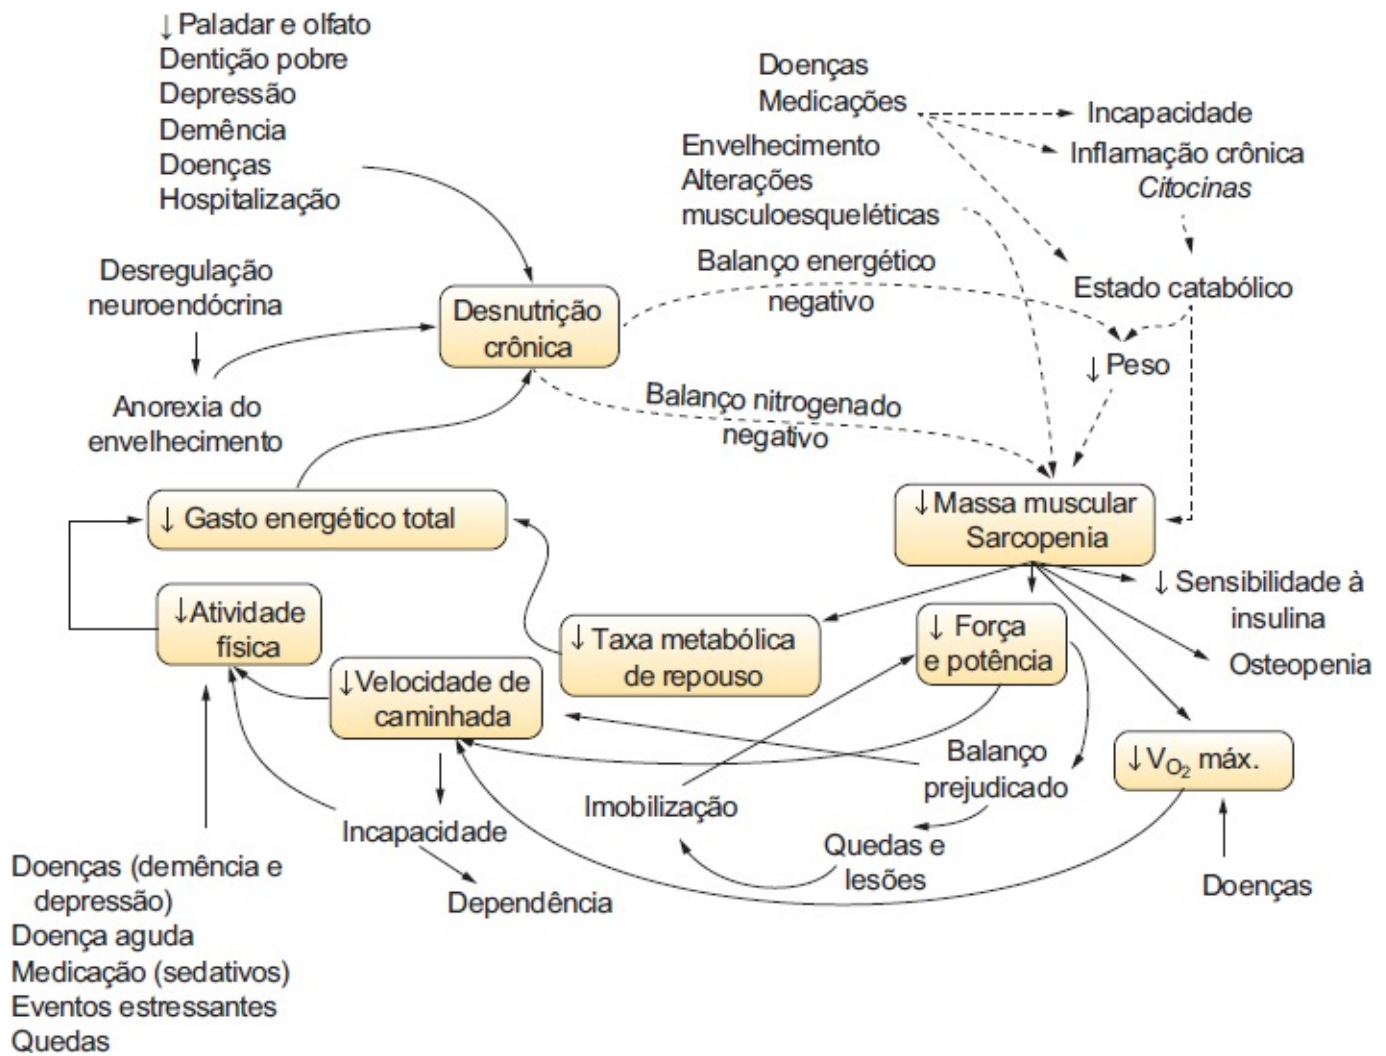 ↓ Paladar e olfato
Dentição pobre
Depressão
Demência
Doenças
Hospitalização
Doenças
Medicações
Envelhecimento
Alterações
musculoesqueléticas
Incapacidade
Inflamação crônica
Citocinas
Estado catabólico
Desregulação
neuroendócrina
Anorexia do
envelhecimento
Desnutrição
crônica
Balanço energético
negativo
↓ Peso
Balanço nitrogenado
negativo
↓ Gasto energético total
↓ Massa muscular
Sarcopenia
↓ Atividade
física
↓ Velocidade de
caminhada
↓ Taxa metabólica
de repouso
↓ Força
e potência
↓ Sensibilidade à
insulina
Osteopenia
↓ VO2 máx.
Balanço
prejudicado
Imobilização
Quedas e
lesões
Incapacidade
Dependência
Doenças
Doenças (demência e
depressão)
Doença aguda
Medicação (sedativos)
Eventos estressantes
Quedas